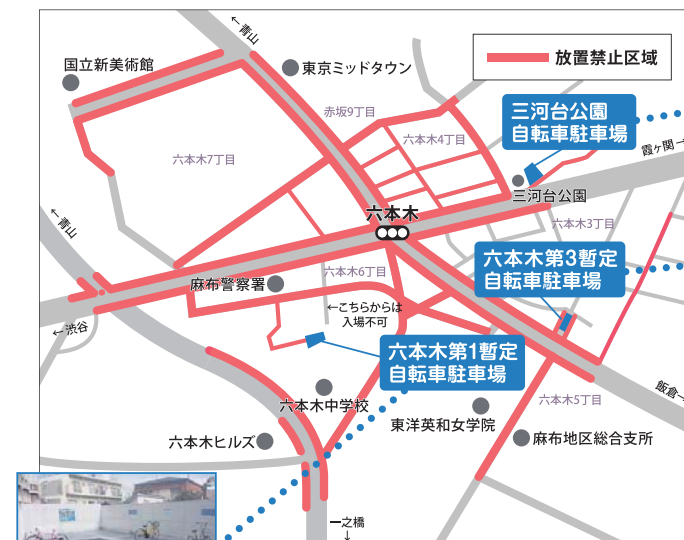 ←青山
国立新美術館
東京ミッドタウン
放置禁止区域
赤坂9丁目
六本木4丁目
三河台公園
自転車駐車場
霞ヶ関→
六本木7丁目
三河台公園
←青山
六本木
六本木3丁目
六本木第3暫定
自転車駐車場
麻布警察署
六本木6丁目
←こちらからは
入場不可
←渋谷
六本木第1暫定
自転車駐車場
飯倉→
六本木中学校
東洋英和女学院
六本木5丁目
六本木ヒルズ
麻布地区総合支所
一之橋
↓